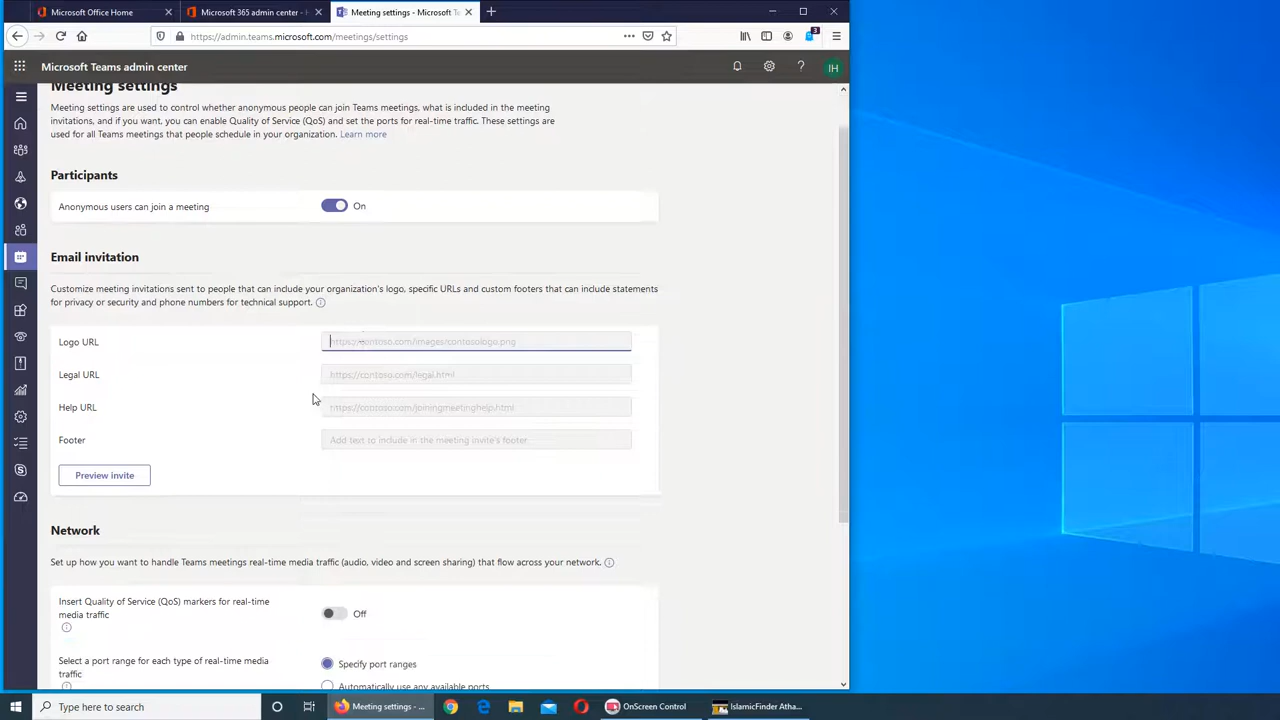 Microsoft Office Home
Microsoft 365 admin center - H
Meeting settings - Microsoft Te
https://admin.teams.microsoft.com/meetings/settings
3
Microsoft Teams admin center
IH
Meeting settings
Meeting settings are used to control whether anonymous people can join Teams meetings, what is included in the meeting
invitations, and if you want, you can enable Quality of Service (QoS) and set the ports for real-time traffic. These settings are
used for all Teams meetings that people schedule in your organization. Learn more
Participants
Anonymous users can join a meeting
On
Email invitation
Customize meeting invitations sent to people that can include your organization's logo, specific URLs and custom footers that can include statements
for privacy or security and phone numbers for technical support.
Logo URL
https://contoso.com/images/contosologo.png
Legal URL
https://contoso.com/legal.html
Help URL
https://contoso.com/joiningmeetinghelp.html
Footer
Add text to include in the meeting invite's footer
Preview invite
Network
Set up how you want to handle Teams meetings real-time media traffic (audio, video and screen sharing) that flow across your network.
Insert Quality of Service (QoS) markers for real-time
media traffic
Off
Select a port range for each type of real-time media
traffic
Specify port ranges
Automatically use any available ports
Type here to search
Meeting settings - ...
OnScreen Control
IslamicFinder Atha...